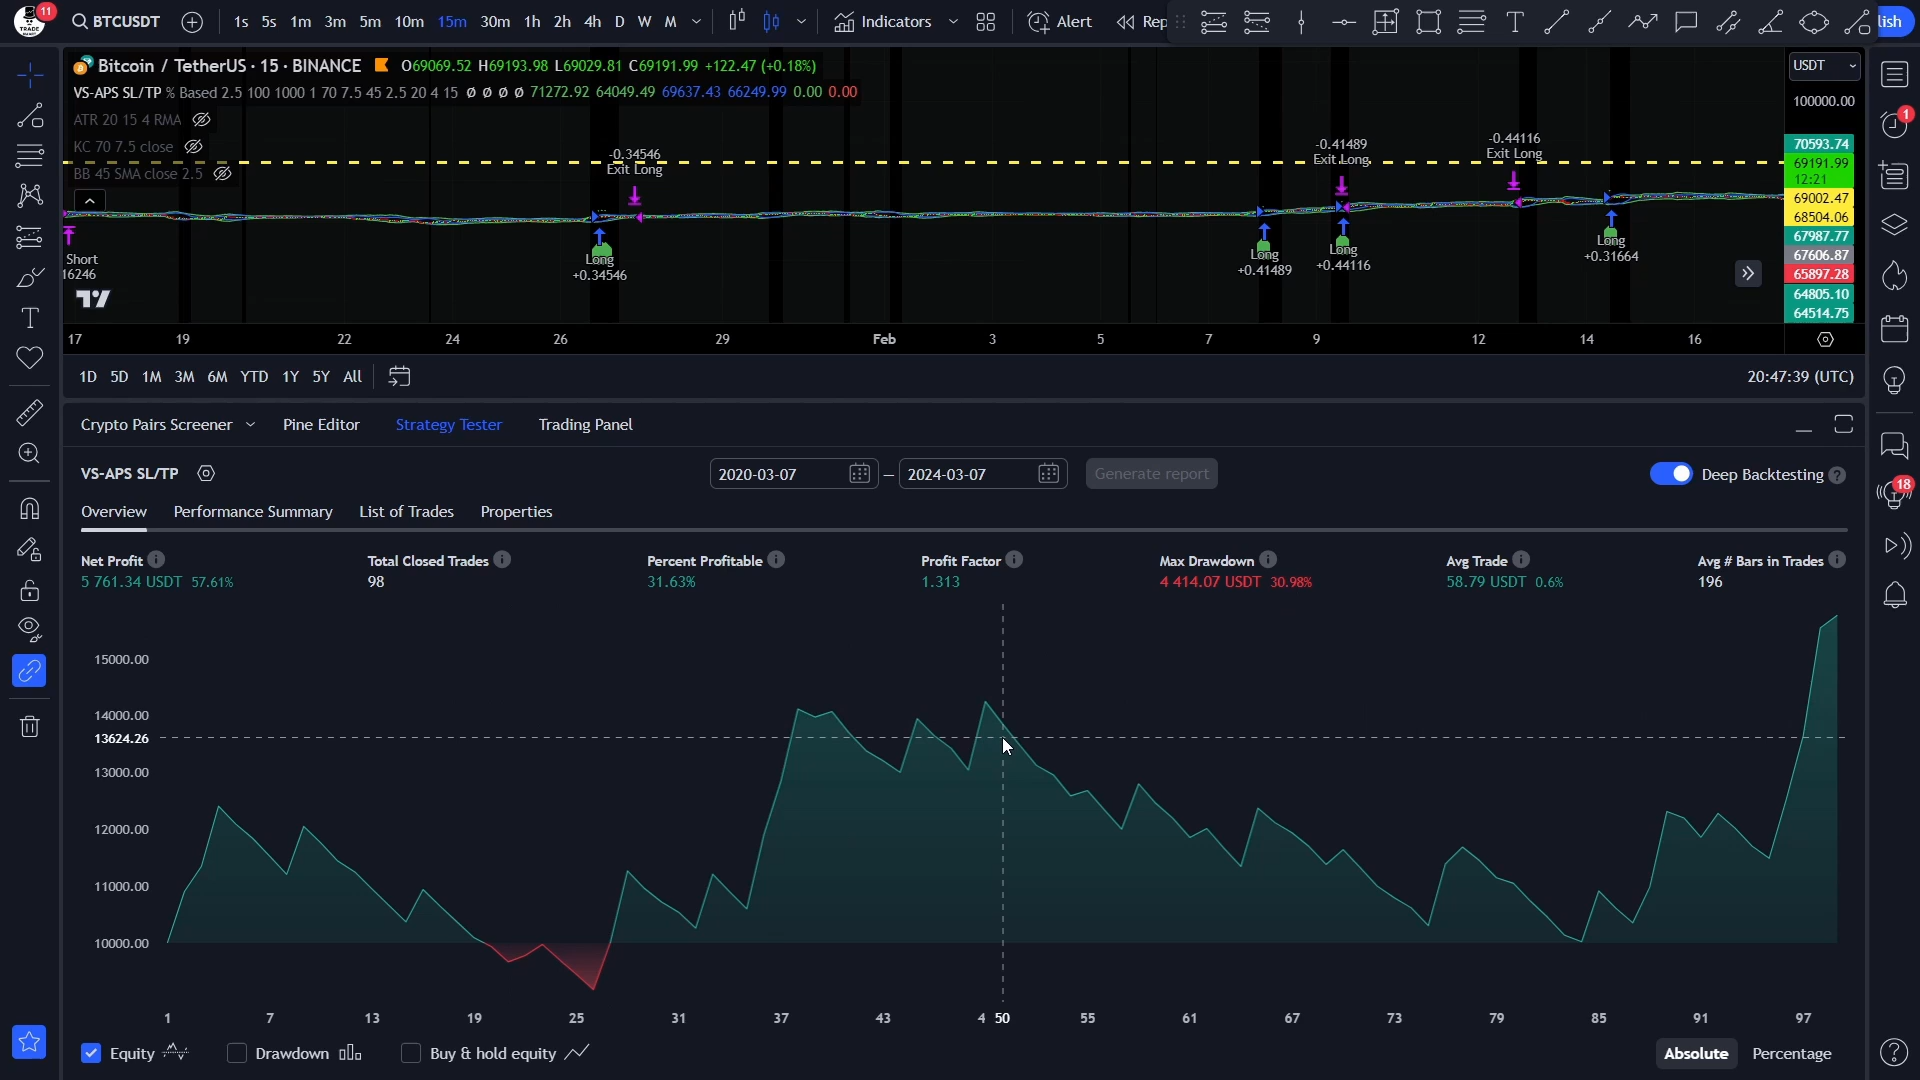 11
TRADE
BTCUSDT
1s 5s 1m 3m 5m 10m 15m 30m 1h 2h 4h D W M
Indicators
Alert
Rep
lish
Bitcoin / TetherUS · 15 · BINANCE O69069.52 H69193.98 L69029.81 C69191.99 +122.47 (+0.18%)
VS-APS SL/TP % Based 2.5 100 1000 1 70 7.5 45 2.5 20 4 15 ø ø ø ø 71272.92 64049.49 69637.43 66249.99 0.00 0.00
ATR 20 15 4 RMA
KC 70 7.5 close
BB 45 SMA close 2.5
USDT
100000.00
70593.74
69191.99
12:21
69002.47
68504.06
67987.77
67606.87
65897.28
64805.10
64514.75
-0.34546
Exit Long
-0.41489
Exit Long
-0.44116
Exit Long
Short
16246
Long
+0.34546
Long
+0.41489
Long
+0.44116
Long
+0.31664
17 19 22 24 26 29 Feb 3 5 7 9 12 14 16
1D 5D 1M 3M 6M YTD 1Y 5Y All
20:47:39 (UTC)
Crypto Pairs Screener Pine Editor Strategy Tester Trading Panel
VS-APS SL/TP
2020-03-07 — 2024-03-07
Generate report
Deep Backtesting
Overview Performance Summary List of Trades Properties
Net Profit Total Closed Trades Percent Profitable Profit Factor Max Drawdown Avg Trade Avg # Bars in Trades
5 761.34 USDT 57.61% 98 31.63% 1.313 4 414.07 USDT 30.98% 58.79 USDT 0.6% 196
15000.00
14000.00
13624.26
13000.00
12000.00
11000.00
10000.00
1 7 13 19 25 31 37 43 4 50 55 61 67 73 79 85 91 97
Equity Drawdown Buy & hold equity
Absolute Percentage
1
18